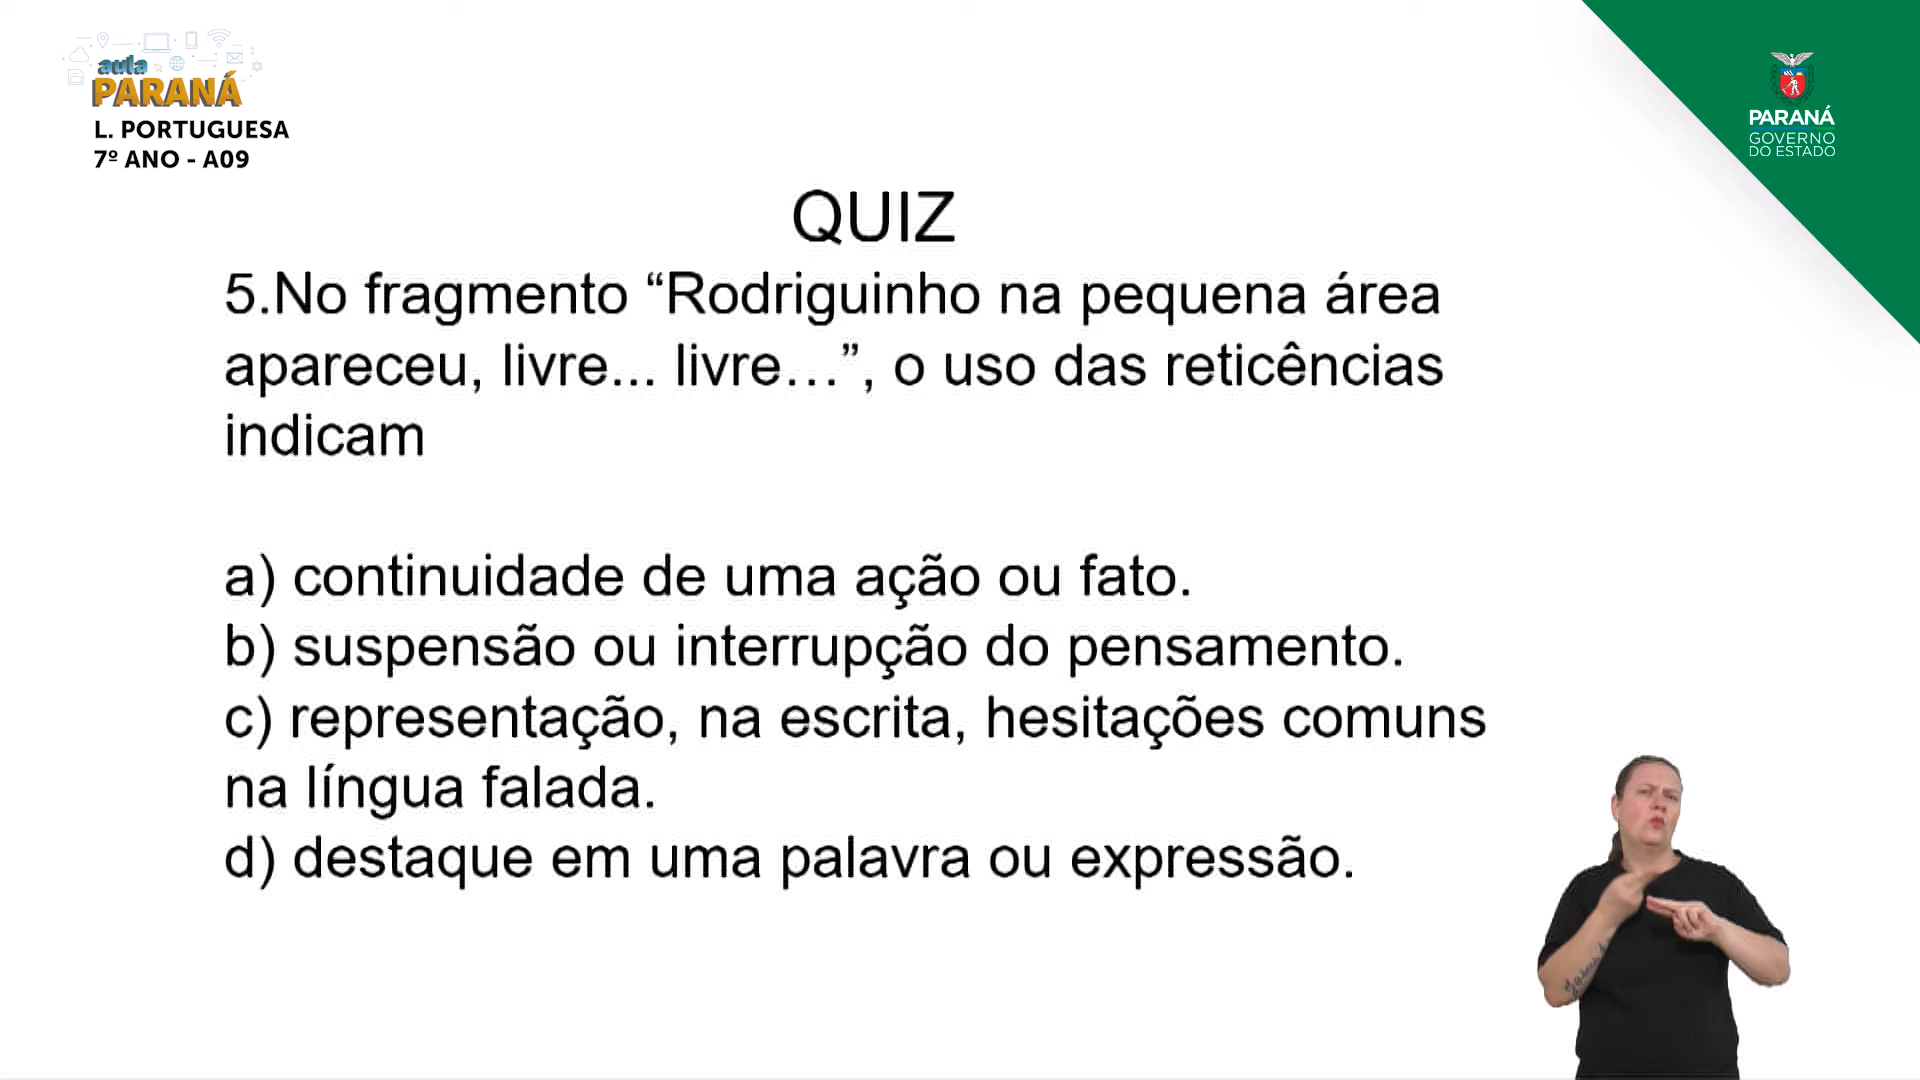 aula
PARANÁ
L. PORTUGUESA
7º ANO - A09
PARANÁ
GOVERNO
DO ESTADO
QUIZ
5.No fragmento “Rodriguinho na pequena área
apareceu, livre... livre…”, o uso das reticências
indicam
a) continuidade de uma ação ou fato.
b) suspensão ou interrupção do pensamento.
c) representação, na escrita, hesitações comuns
na língua falada.
d) destaque em uma palavra ou expressão.